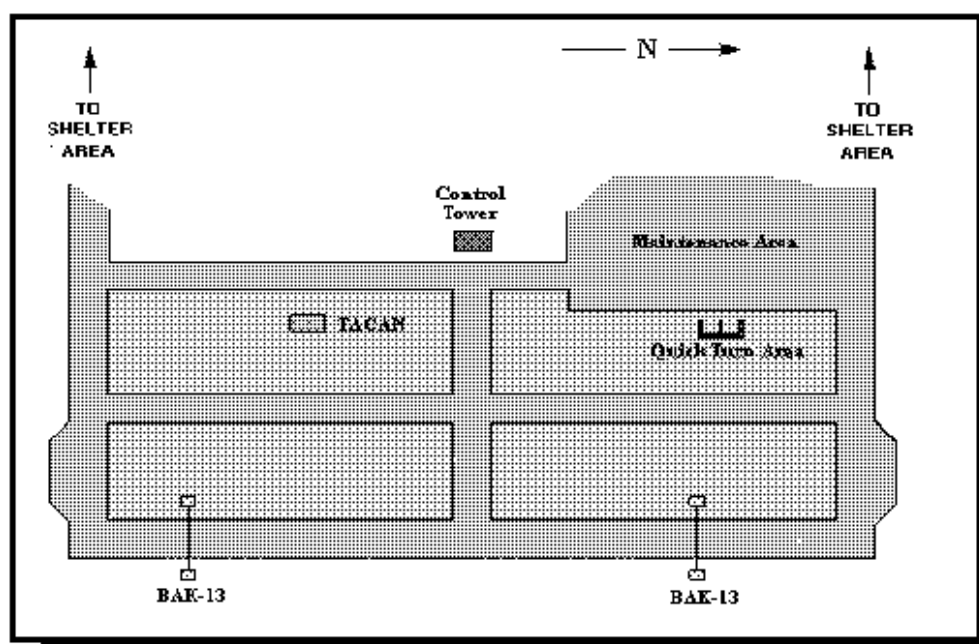 N
TO
SHELTER
AREA
TO
SHELTER
AREA
Control
Tower
Maintenance Area
TACAN
Quick Turn Area
BAK-13
BAK-13